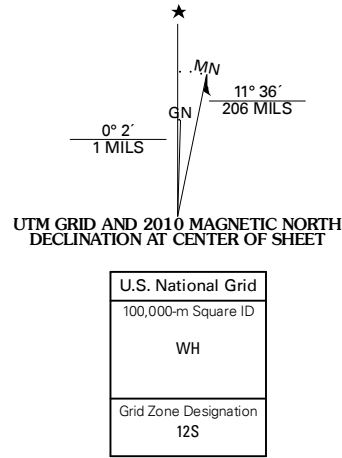 ★
MN
GN
11° 36´
206 MILS
0° 2´
1 MILS
UTM GRID AND 2010 MAGNETIC NORTH
DECLINATION AT CENTER OF SHEET
U.S. National Grid
100,000-m Square ID
WH
Grid Zone Designation
12S